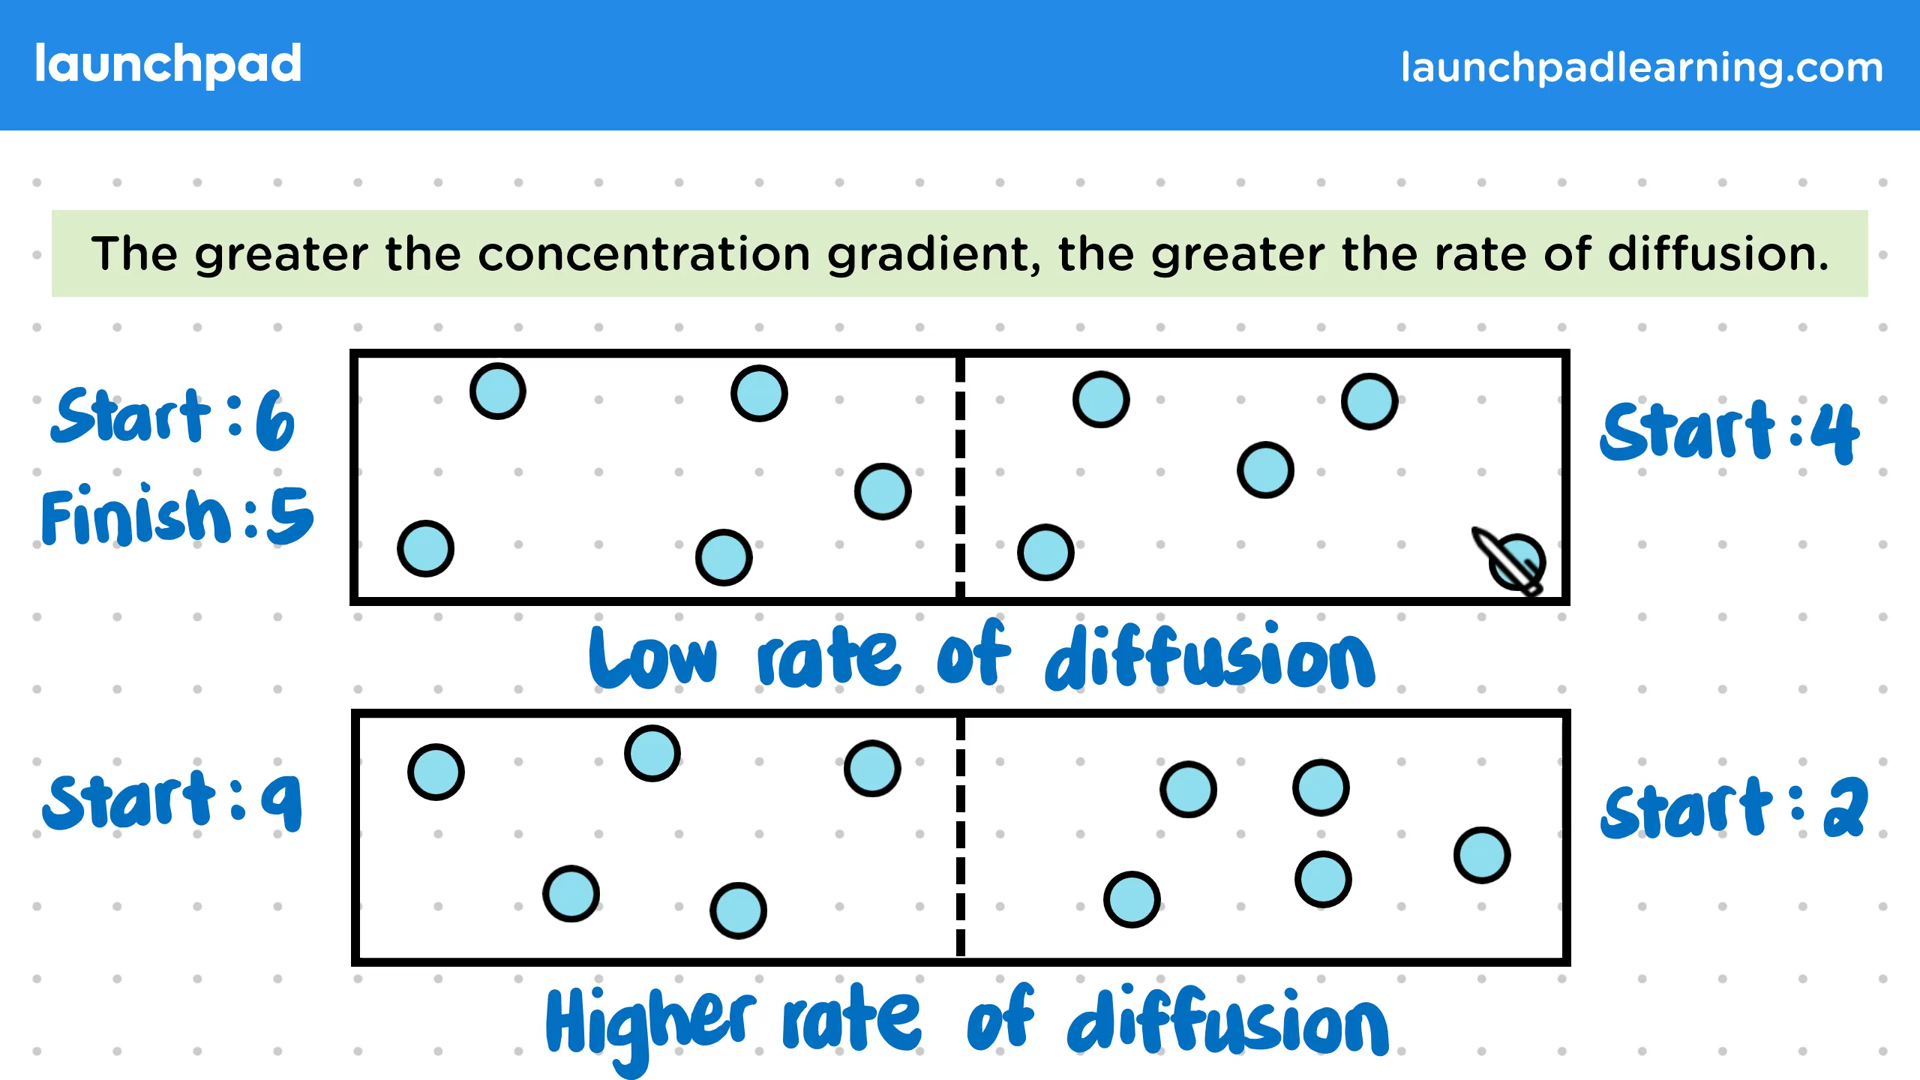 launchpad
launchpadlearning.com
The greater the concentration gradient, the greater the rate of diffusion.
Start:6
Finish:5
Start:4
Low rate of diffusion
Start:9
Start:2
Higher rate of diffusion